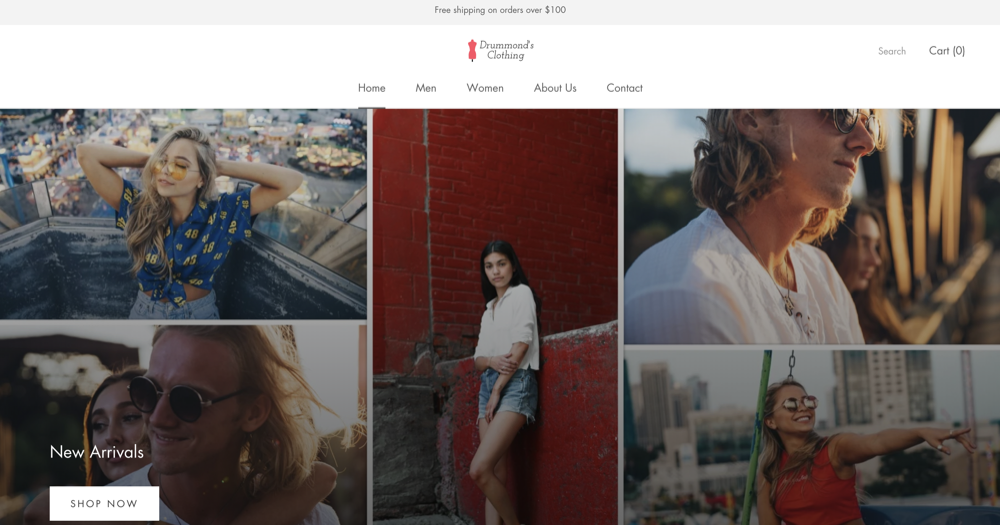 Free shipping on orders over $100
Drummond's
Clothing
Search
Cart (0)
Home
Men
Women
About Us
Contact
New Arrivals
SHOP NOW